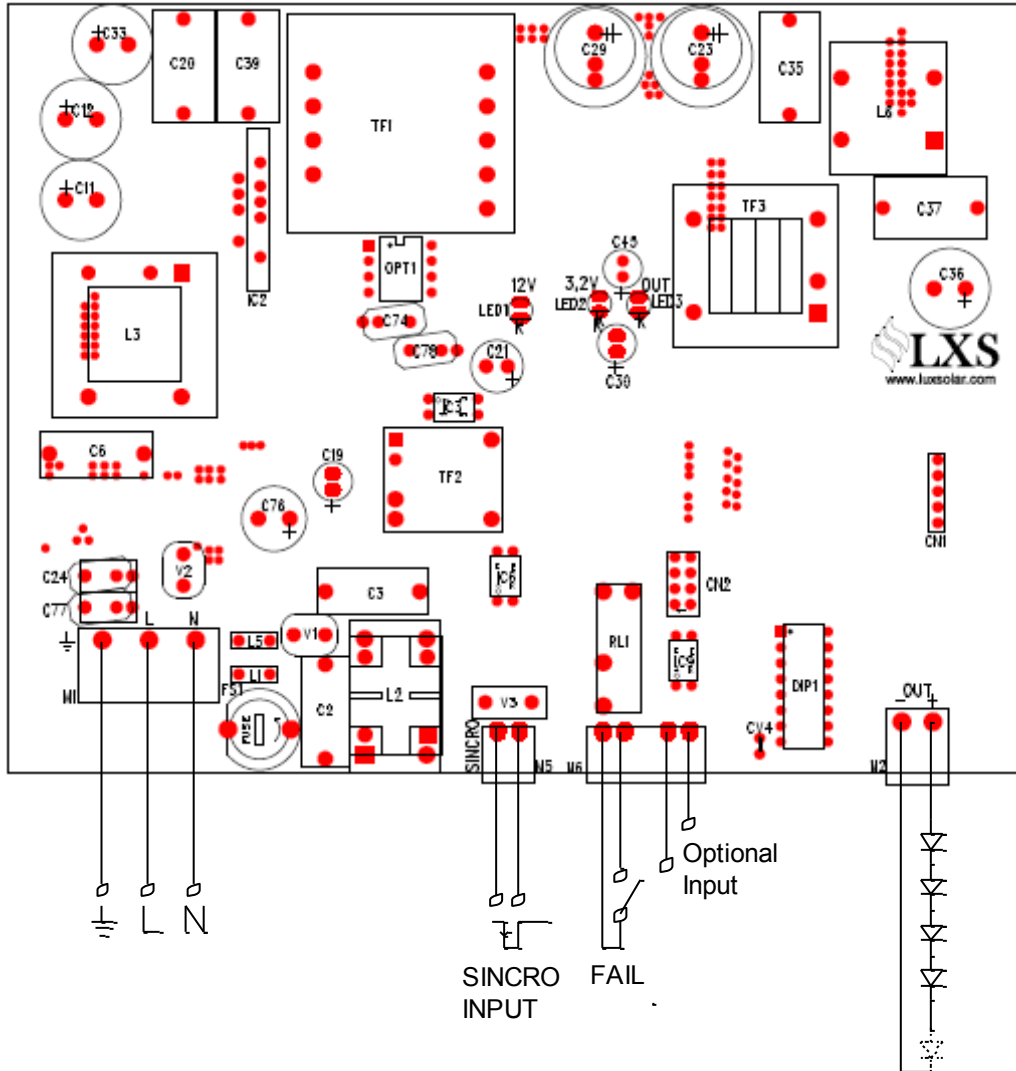 C33
C20
C39
C29
C23
C35
L6
C12
TF1
C11
C37
TF3
OPT1
C45
C36
IC2
12V
3,2V
OUT
LED1
LED2
LED3
L3
C74
C78
C21
C30
LXS
www.luxsolar.com
C6
C19
TF2
C76
CN1
C24
V2
C3
CN2
C77
L
N
V1
L5
RL1
M1
FS1
L1
C2
L2
V3
DIP1
OUT
- +
FUSE
SINCRO
CV4
M5
M6
M2
Optional
Input
L N
SINCRO
INPUT
FAIL